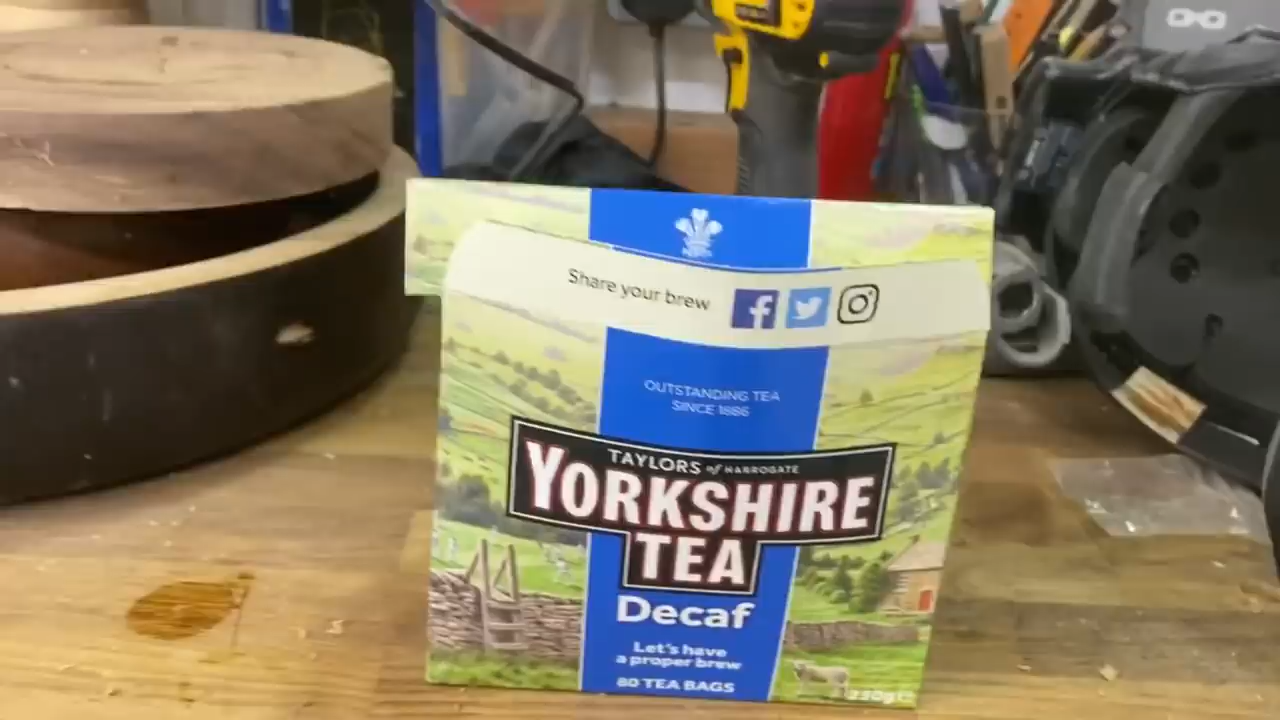 Share your brew
OUTSTANDING TEA
SINCE 1886
TAYLORS of HARROGATE
YORKSHIRE
TEA
Decaf
Let's have
a proper brew
80 TEA BAGS
250g e